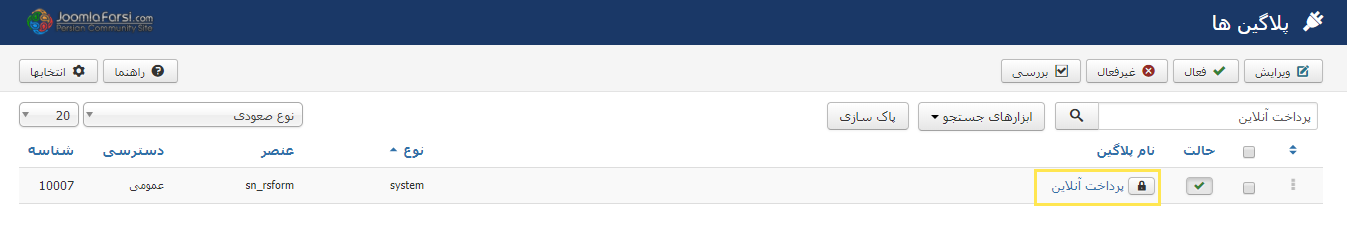 پلاگین ها
JoomlaFarsi.com
Persian Community Site
ویرایش فعال غیرفعال بررسی راهنما انتخابها
پرداخت آنلاین ابزارهای جستجو پاک سازی نوع صعودی 20
حالت نام پلاگین نوع عنصر دسترسی شناسه
پرداخت آنلاین system sn_rsform عمومی 10007